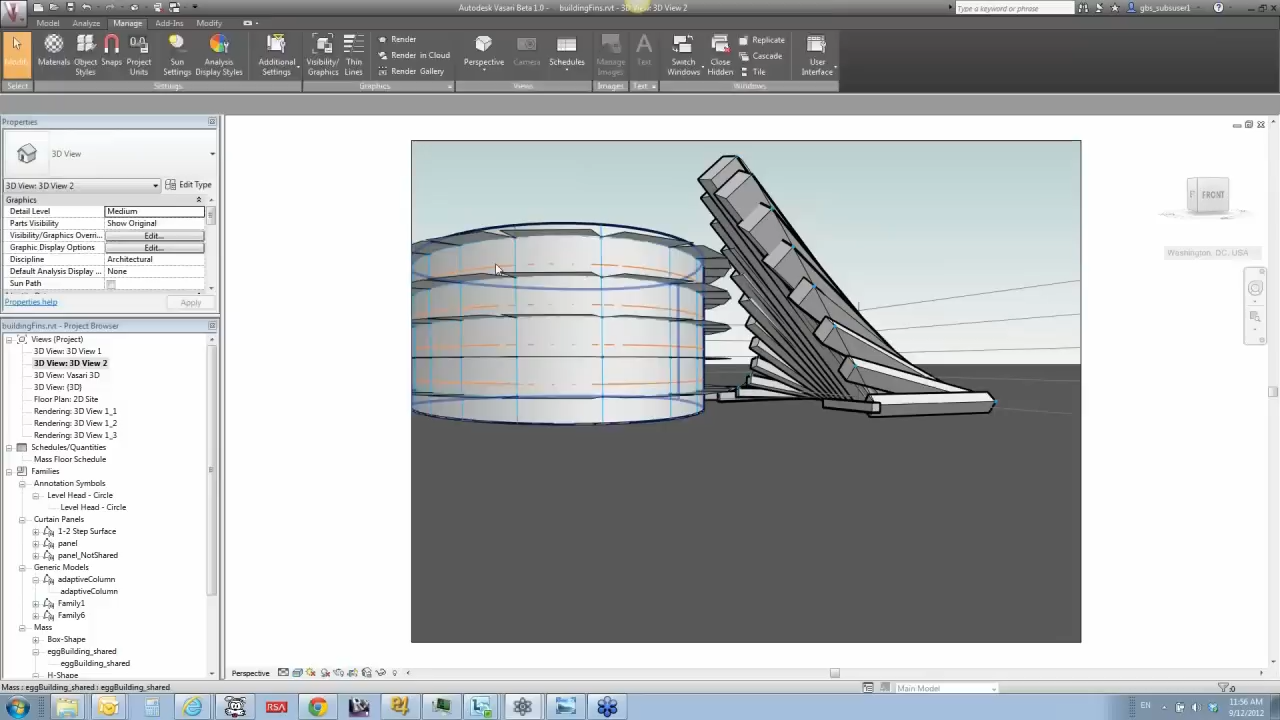 Autodesk Vasari Beta 1.0 - buildingFins.rvt - 3D View: 3D View 2
Type a keyword or phrase
gbs_subsuser1
Model Analyze Manage Add-Ins Modify
Modify
Materials
Object Styles
Snaps
Project Units
Sun Settings
Analysis Display Styles
Additional Settings
Visibility/ Graphics
Thin Lines
Render
Render in Cloud
Render Gallery
Perspective
Camera
Schedules
Manage Images
Text
Switch Windows
Close Hidden
Replicate
Cascade
Tile
User Interface
Select Settings Graphics Views Images Text Windows
Properties
3D View
3D View: 3D View 2
Edit Type
Graphics
Detail Level Medium
Parts Visibility Show Original
Visibility/Graphics Overri... Edit...
Graphic Display Options Edit...
Discipline Architectural
Default Analysis Display ... None
Sun Path
Properties help
Apply
buildingFins.rvt - Project Browser
Views (Project)
3D View: 3D View 1
3D View: 3D View 2
3D View: Vasari 3D
3D View: {3D}
Floor Plan: 2D Site
Rendering: 3D View 1_1
Rendering: 3D View 1_2
Rendering: 3D View 1_3
Schedules/Quantities
Mass Floor Schedule
Families
Annotation Symbols
Level Head - Circle
Level Head - Circle
Curtain Panels
1-2 Step Surface
panel
panel_NotShared
Generic Models
adaptiveColumn
adaptiveColumn
Family1
Family6
Mass
Box-Shape
eggBuilding_shared
eggBuilding_shared
H-Shape
FRONT
Washington, DC, USA
Perspective
Mass : eggBuilding_shared : eggBuilding_shared
Main Model
:0
RSA
EN
11:56 AM
9/12/2012